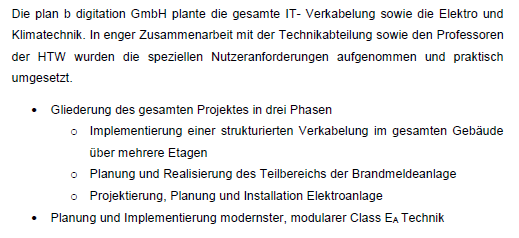 Die plan b digitation GmbH plante die gesamte IT- Verkabelung sowie die Elektro und
Klimatechnik. In enger Zusammenarbeit mit der Technikabteilung sowie den Professoren
der HTW wurden die speziellen Nutzeranforderungen aufgenommen und praktisch
umgesetzt.
• Gliederung des gesamten Projektes in drei Phasen
o Implementierung einer strukturierten Verkabelung im gesamten Gebäude
über mehrere Etagen
o Planung und Realisierung des Teilbereichs der Brandmeldeanlage
o Projektierung, Planung und Installation Elektroanlage
• Planung und Implementierung modernster, modularer Class EA Technik